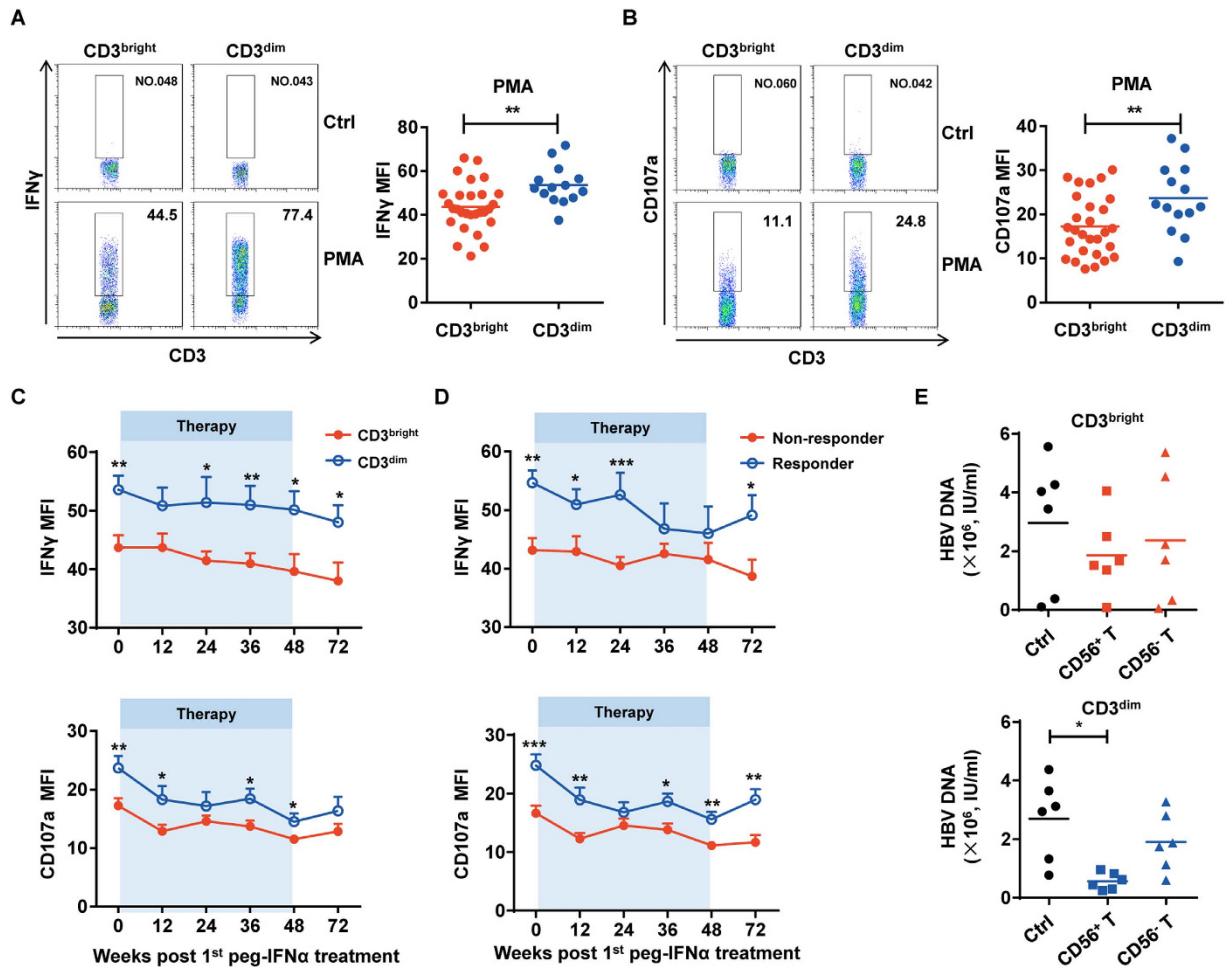 A
CD3bright
CD3dim
NO.048
NO.043
Ctrl
44.5
77.4
PMA
IFNγ
CD3
PMA
**
IFNγ MFI
80
60
40
20
0
CD3bright
CD3dim
B
CD3bright
CD3dim
NO.060
NO.042
Ctrl
11.1
24.8
PMA
CD107a
CD3
PMA
**
CD107a MFI
40
30
20
10
0
CD3bright
CD3dim
C
Therapy
CD3bright
CD3dim
IFNγ MFI
60
50
40
30
** * ** * *
0 12 24 36 48 72
Therapy
CD107a MFI
30
20
10
0
** * * *
0 12 24 36 48 72
Weeks post 1st peg-IFNα treatment
D
Therapy
Non-responder
Responder
IFNγ MFI
60
50
40
30
** * *** *
0 12 24 36 48 72
Therapy
CD107a MFI
30
20
10
0
*** ** * ** **
0 12 24 36 48 72
Weeks post 1st peg-IFNα treatment
E
CD3bright
HBV DNA
(×10⁶, IU/ml)
6
4
2
0
Ctrl
CD56+ T
CD56- T
CD3dim
*
HBV DNA
(×10⁶, IU/ml)
6
4
2
0
Ctrl
CD56+ T
CD56- T